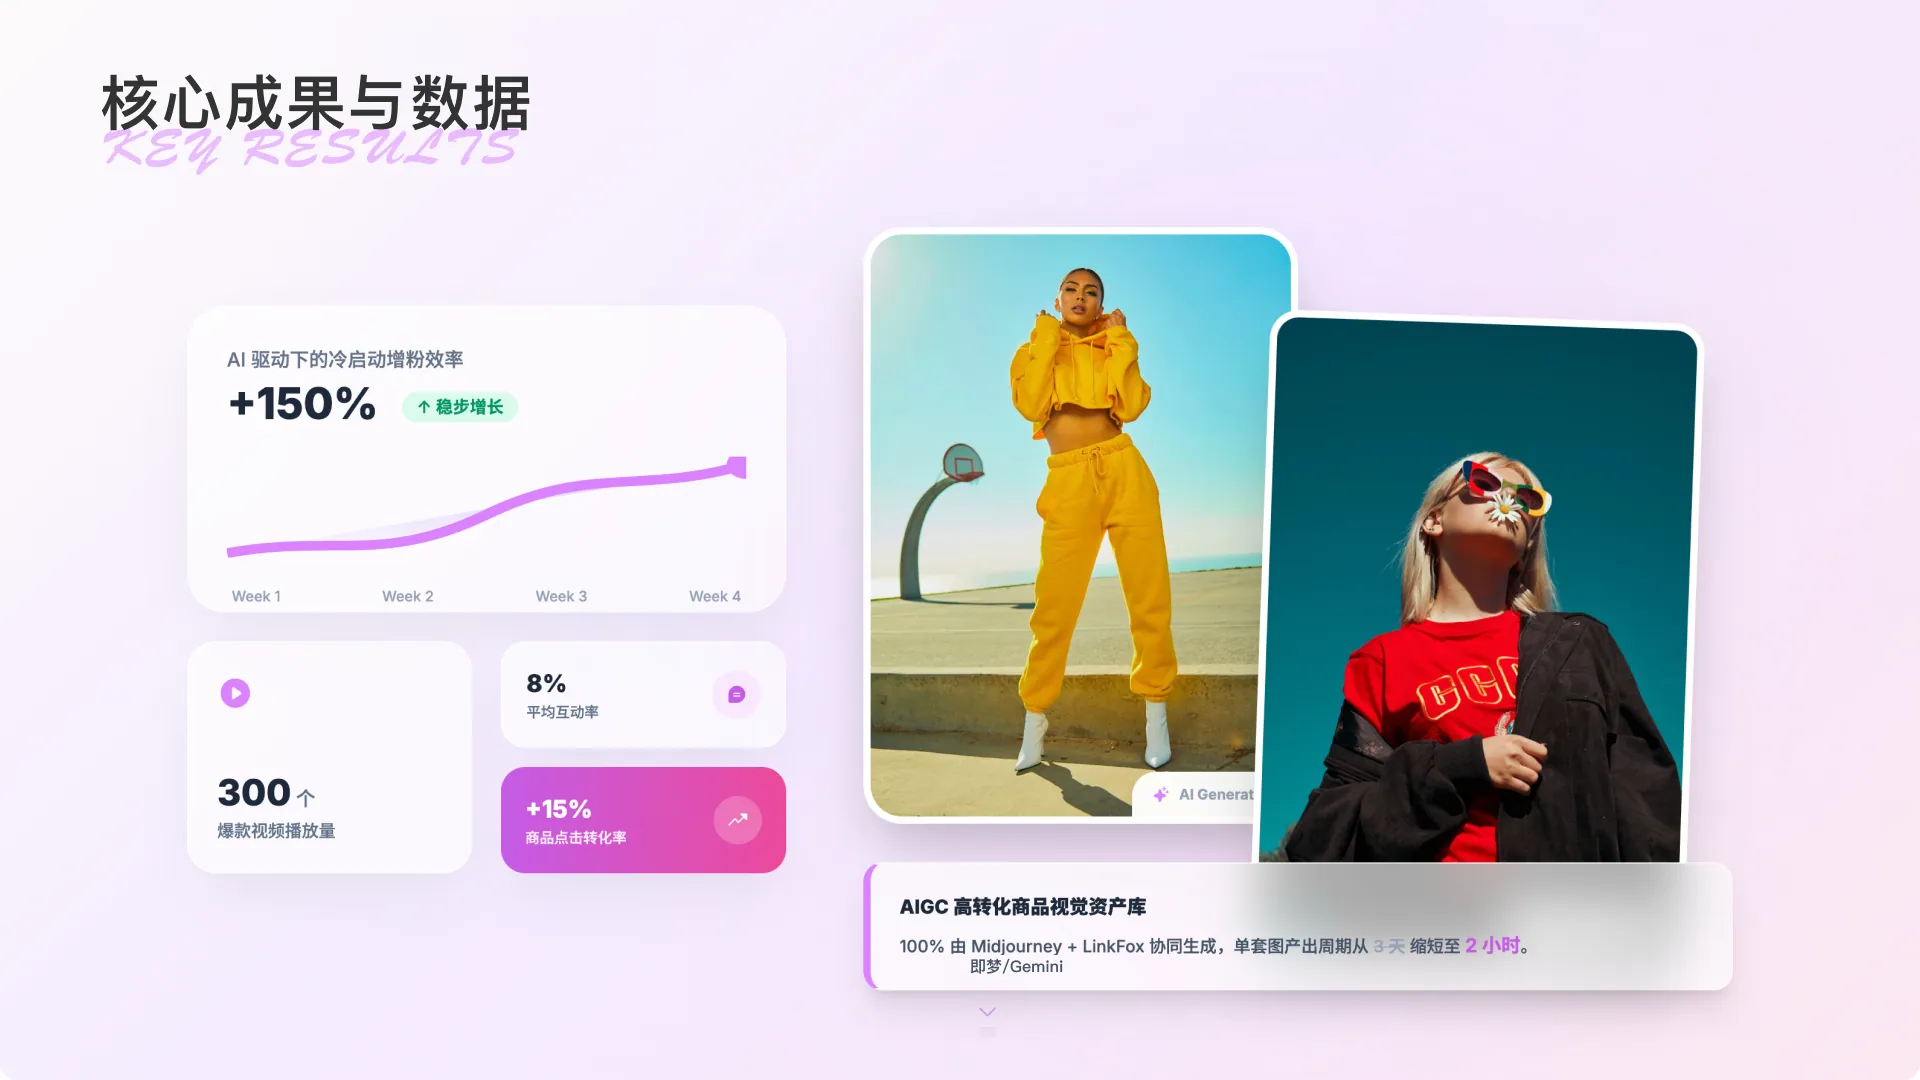 核心成果与数据
KEY RESULTS
AI 驱动下的冷启动增粉效率
+150% ↑ 稳步增长
Week 1 Week 2 Week 3 Week 4
300 个
爆款视频播放量
8%
平均互动率
+15%
商品点击转化率
AI Generat
CCC
AIGC 高转化商品视觉资产库
100% 由 Midjourney + LinkFox 协同生成，单套图产出周期从 3 天 缩短至 2 小时。
即梦/Gemini